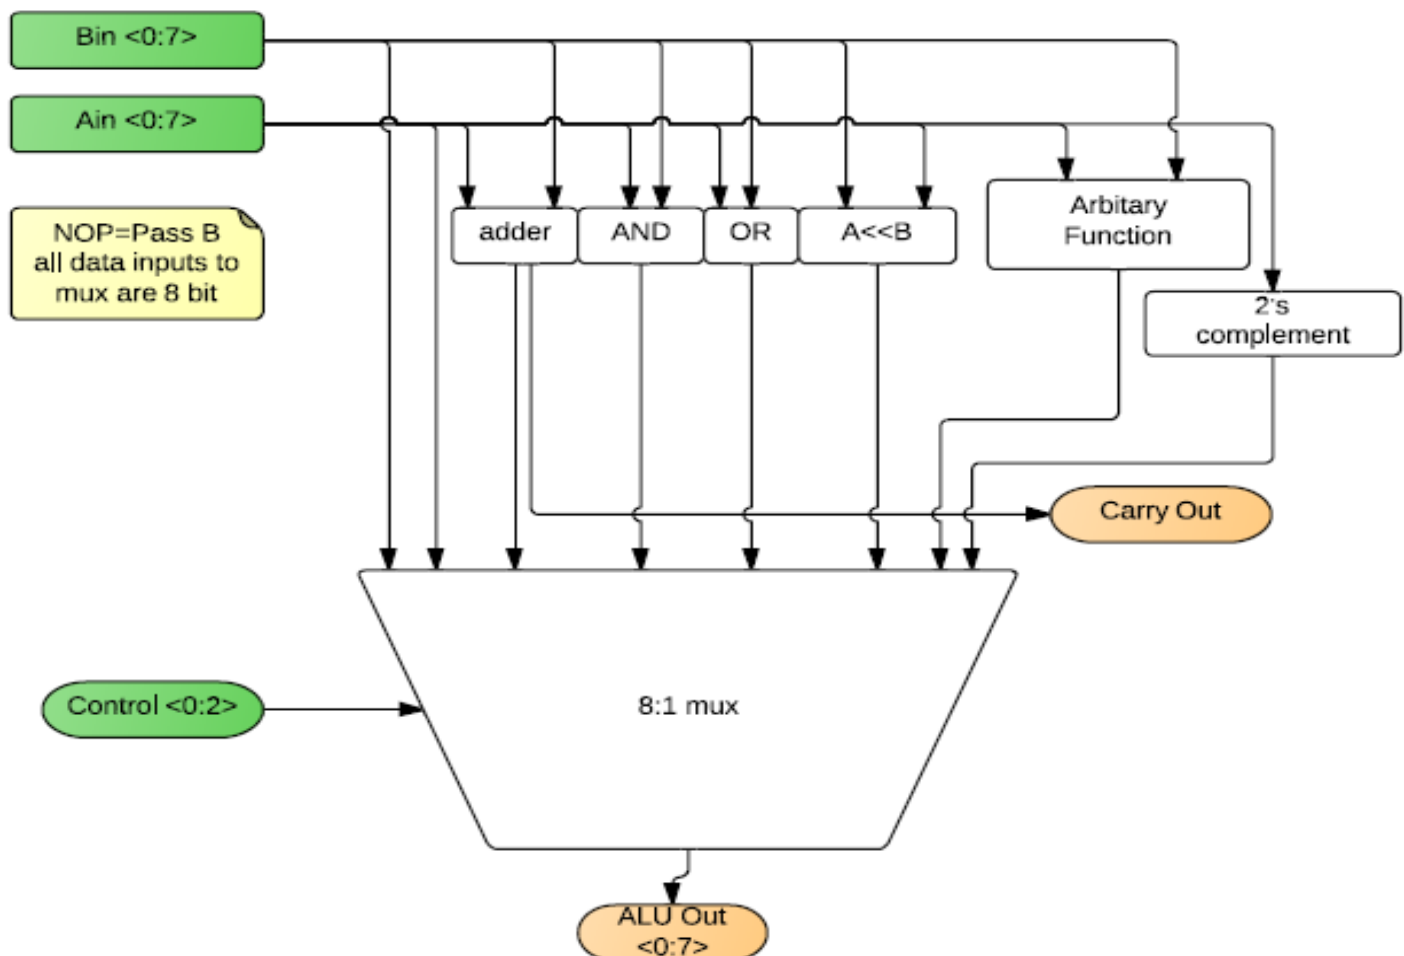 Bin <0:7>
Ain <0:7>
NOP=Pass B
all data inputs to
mux are 8 bit
adder
AND
OR
A<<B
Arbitary
Function
2's
complement
Carry Out
Control <0:2>
8:1 mux
ALU Out
<0:7>